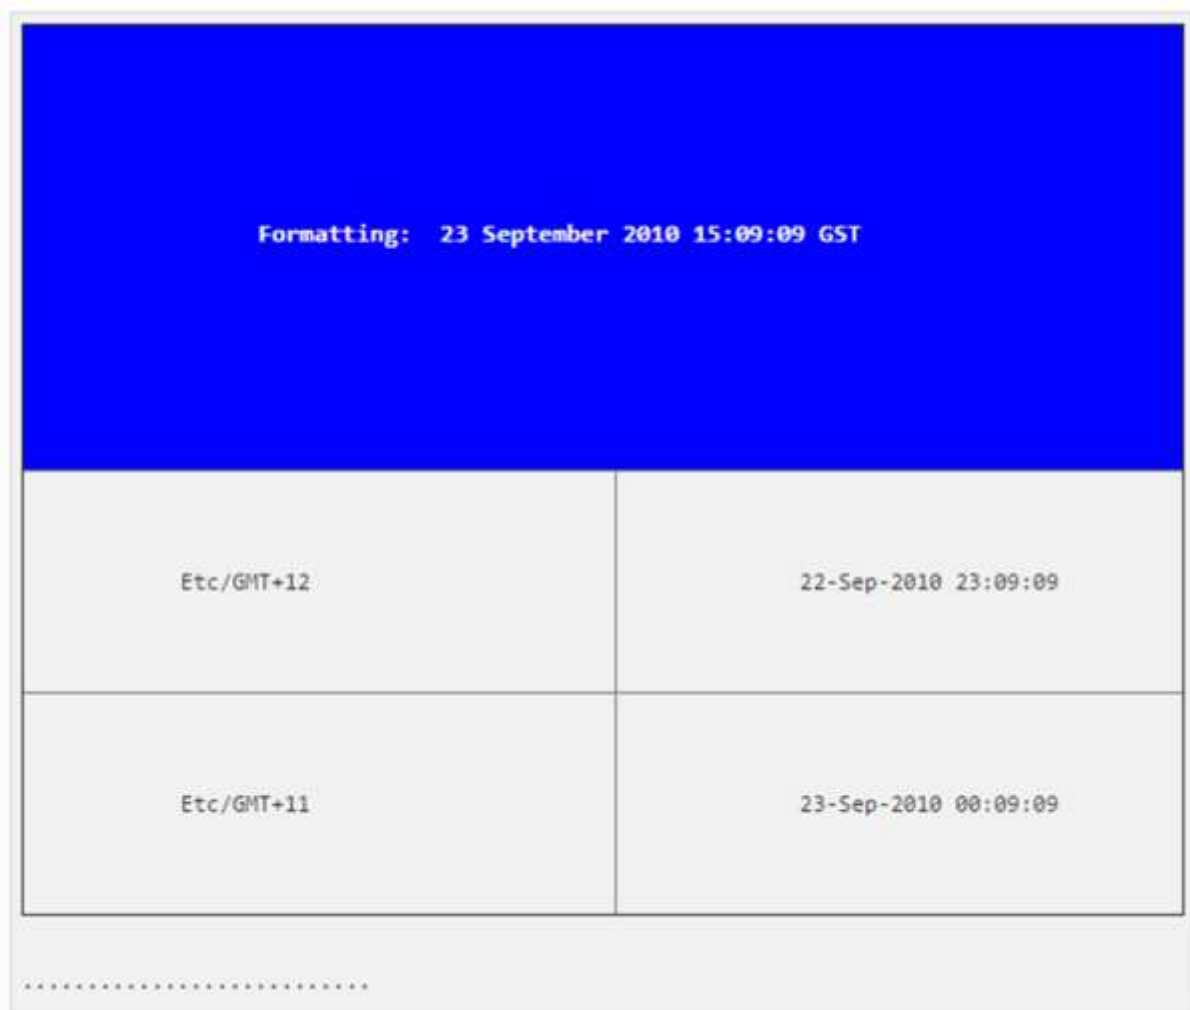 Formatting: 23 September 2010 15:09:09 GST
Etc/GMT+12 22-Sep-2010 23:09:09
Etc/GMT+11 23-Sep-2010 00:09:09
...........................